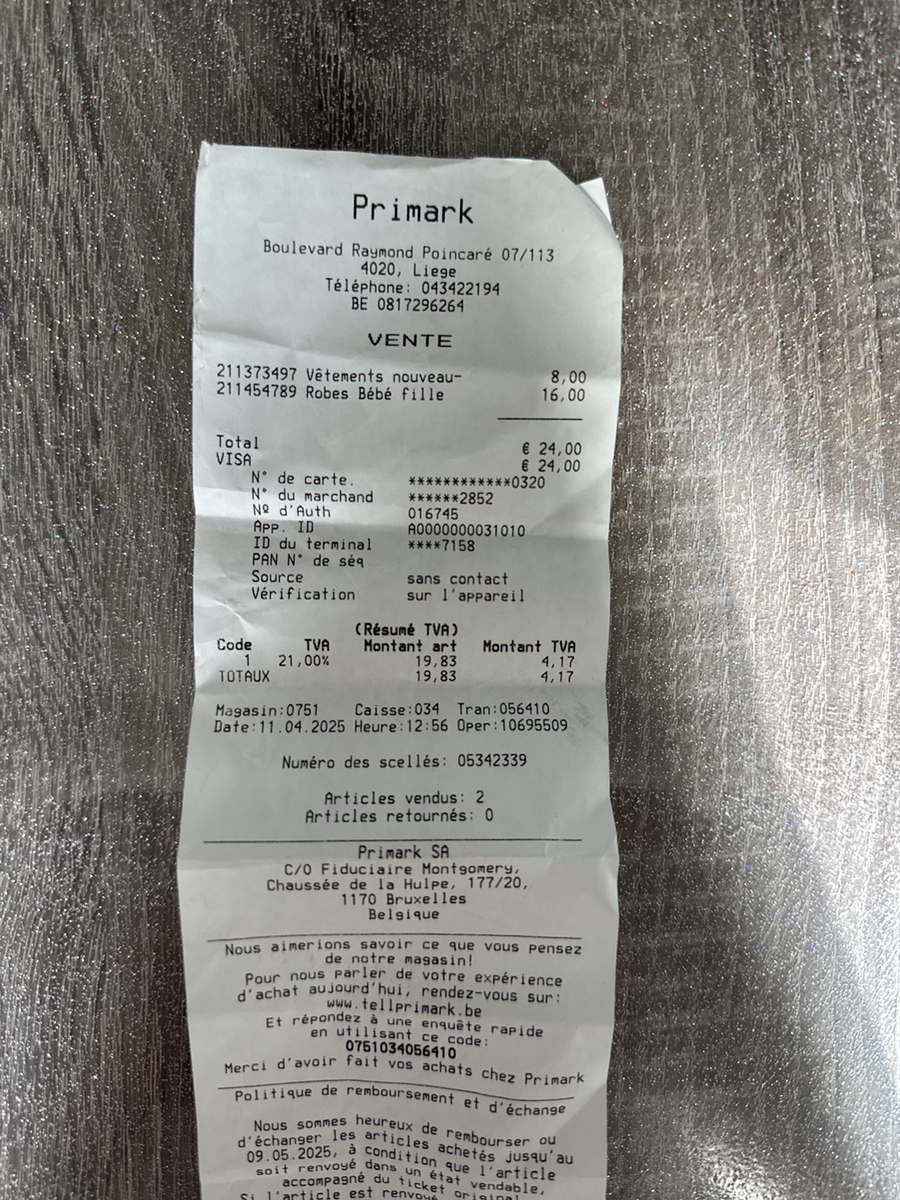 Primark
Boulevard Raymond Poincaré 07/113
4020, Liege
Téléphone: 043422194
BE 0817296264
VENTE
211373497 Vêtements nouveau- 8,00
211454789 Robes Bébé fille 16,00
Total € 24,00
VISA € 24,00
N° de carte. ************0320
N° du marchand ******2852
Nº d'Auth 016745
App. ID A0000000031010
ID du terminal ****7158
PAN N° de séq
Source sans contact
Vérification sur l'appareil
(Résumé TVA)
Code TVA Montant art Montant TVA
1 21,00% 19,83 4,17
TOTAUX 19,83 4,17
Magasin:0751 Caisse:034 Tran:056410
Date:11.04.2025 Heure:12:56 Oper:10695509
Numéro des scellés: 05342339
Articles vendus: 2
Articles retournés: 0
Primark SA
C/O Fiduciaire Montgomery,
Chaussée de la Hulpe, 177/20,
1170 Bruxelles
Belgique
Nous aimerions savoir ce que vous pensez
de notre magasin!
Pour nous parler de votre expérience
d'achat aujourd'hui, rendez-vous sur:
www.tellprimark.be
Et répondez à une enquête rapide
en utilisant ce code:
0751034056410
Merci d'avoir fait vos achats chez Primark
Politique de remboursement et d'échange
Nous sommes heureux de rembourser ou
d'échanger les articles achetés jusqu'au
09.05.2025, à condition que l'article
soit renvoyé dans un état vendable,
accompagné du ticket original.
Si l'article est renvoyé